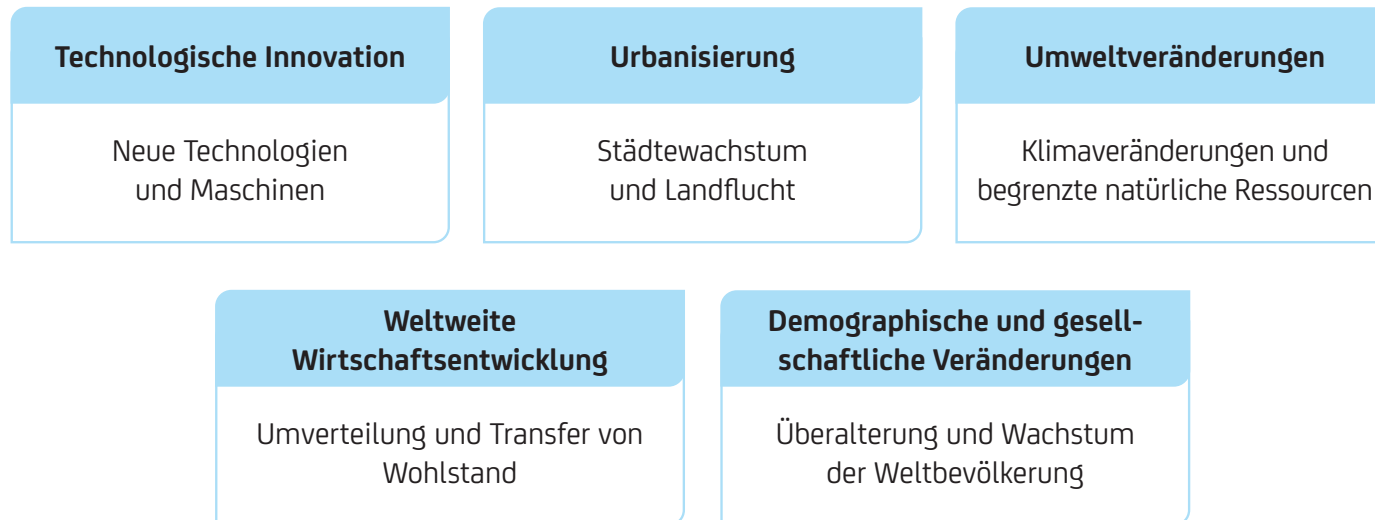 Technologische Innovation
Neue Technologien
und Maschinen
Urbanisierung
Städtewachstum
und Landflucht
Umweltveränderungen
Klimaveränderungen und
begrenzte natürliche Ressourcen
Weltweite
Wirtschaftsentwicklung
Umverteilung und Transfer von
Wohlstand
Demographische und gesell-
schaftliche Veränderungen
Überalterung und Wachstum
der Weltbevölkerung